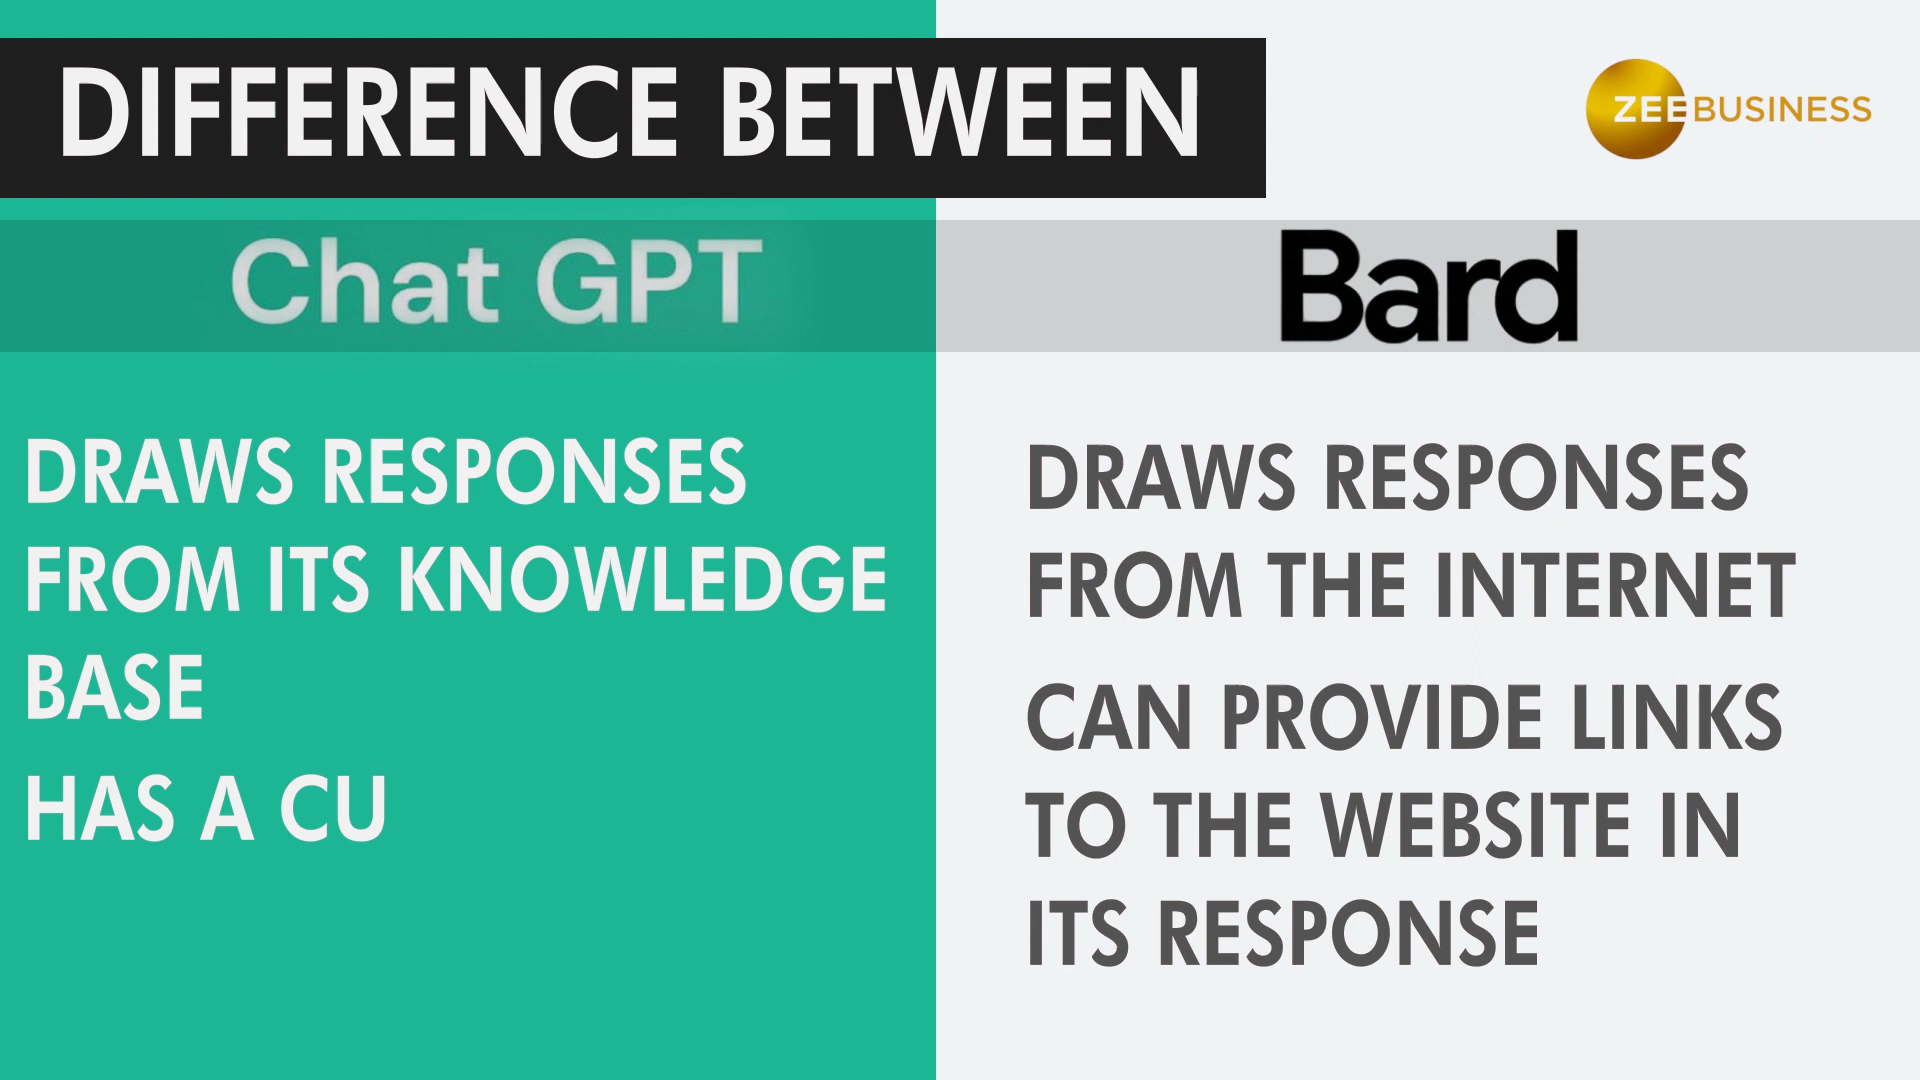 DIFFERENCE BETWEEN
ZEEBUSINESS
Chat GPT
DRAWS RESPONSES
FROM ITS KNOWLEDGE
BASE
HAS A CU
Bard
DRAWS RESPONSES
FROM THE INTERNET
CAN PROVIDE LINKS
TO THE WEBSITE IN
ITS RESPONSE